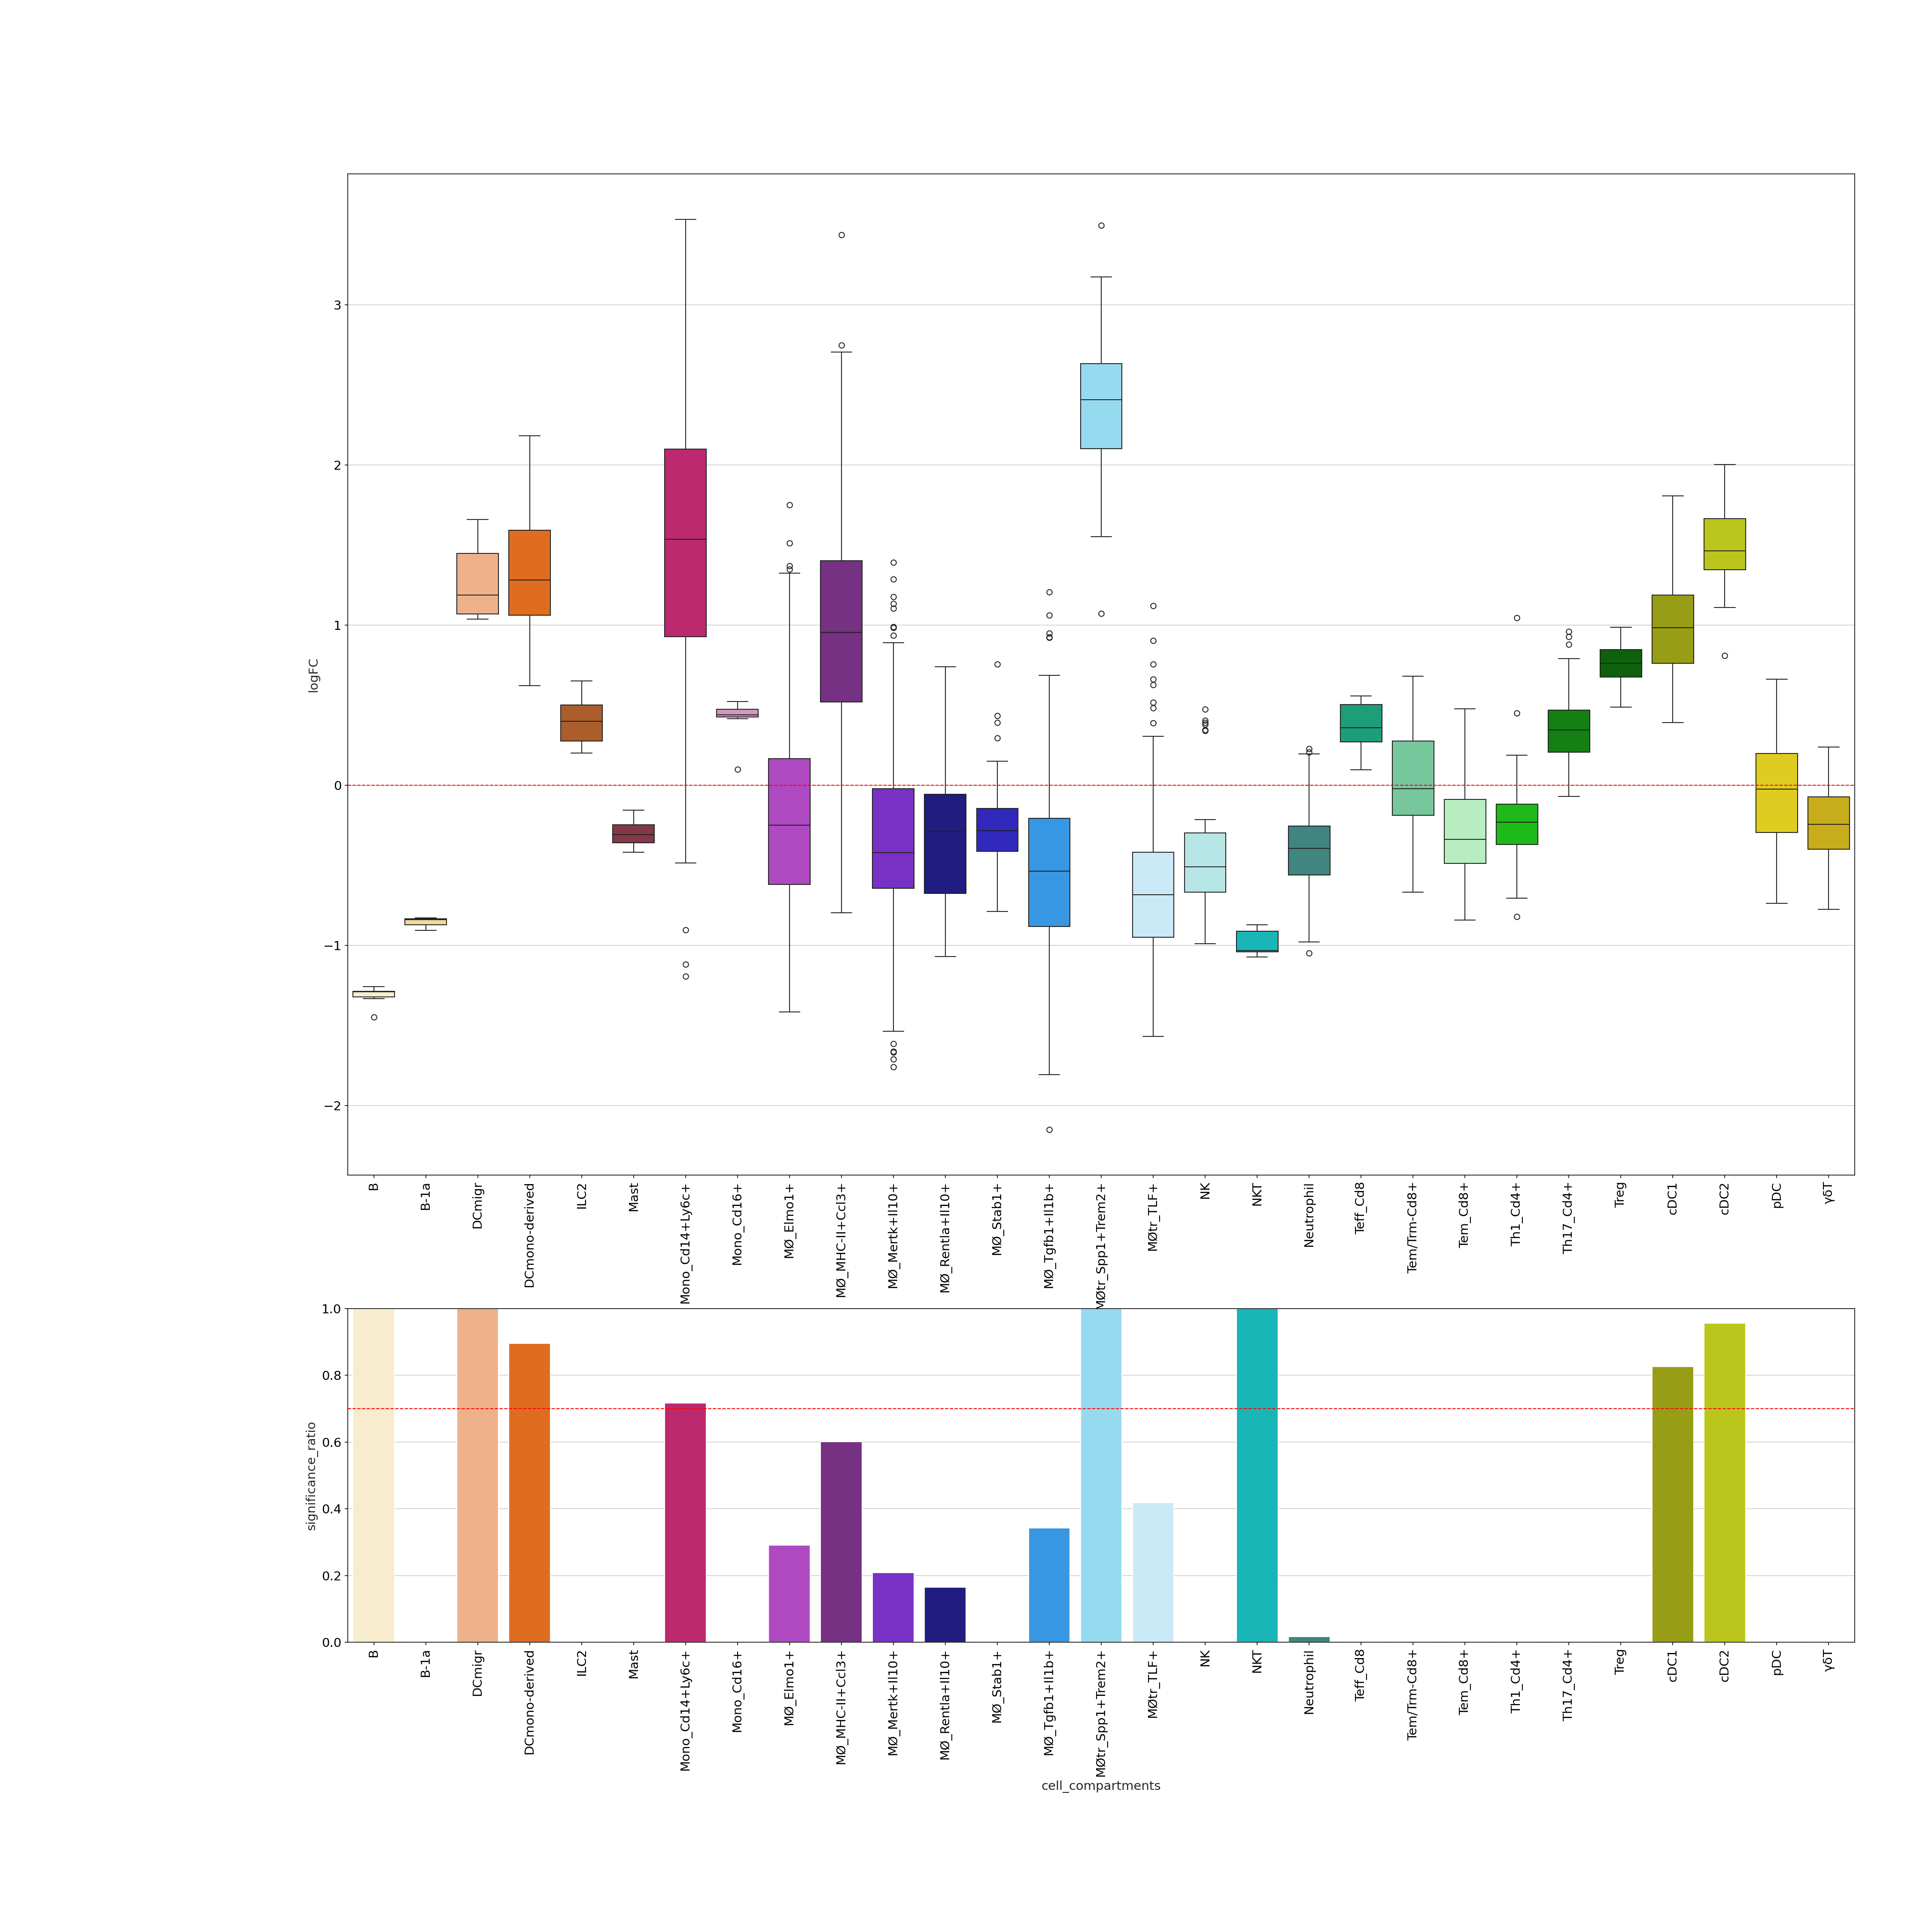 logFC
3
2
1
0
−1
−2
B
B-1a
DCmigr
DCmono-derived
ILC2
Mast
Mono_Cd14+Ly6c+
Mono_Cd16+
MØ_Elmo1+
MØ_MHC-II+Ccl3+
MØ_Mertk+Il10+
MØ_Rentla+Il10+
MØ_Stab1+
MØ_Tgfb1+Il1b+
MØtr_Spp1+Trem2+
MØtr_TLF+
NK
NKT
Neutrophil
Teff_Cd8
Tem/Trm-Cd8+
Tem_Cd8+
Th1_Cd4+
Th17_Cd4+
Treg
cDC1
cDC2
pDC
γδT
significance_ratio
1.0
0.8
0.6
0.4
0.2
0.0
B
B-1a
DCmigr
DCmono-derived
ILC2
Mast
Mono_Cd14+Ly6c+
Mono_Cd16+
MØ_Elmo1+
MØ_MHC-II+Ccl3+
MØ_Mertk+Il10+
MØ_Rentla+Il10+
MØ_Stab1+
MØ_Tgfb1+Il1b+
MØtr_Spp1+Trem2+
MØtr_TLF+
NK
NKT
Neutrophil
Teff_Cd8
Tem/Trm-Cd8+
Tem_Cd8+
Th1_Cd4+
Th17_Cd4+
Treg
cDC1
cDC2
pDC
γδT
cell_compartments